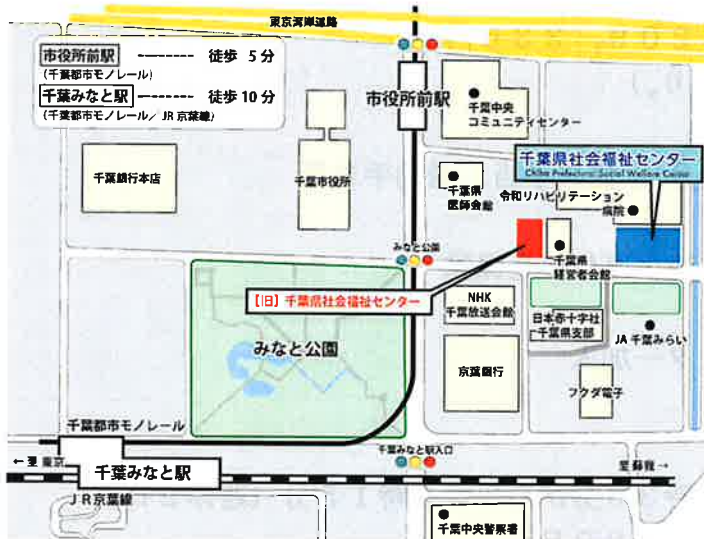 東京湾岸道路
市役所前駅 -------- 徒歩 5分
(千葉都市モノレール)
千葉みなと駅 -------- 徒歩 10分
(千葉都市モノレール/JR京葉線)
市役所前駅
千葉中央
コミュニティセンター
千葉県社会福祉センター
Chiba Prefectural Social Welfare Center
千葉銀行本店
千葉市役所
千葉県
医師会館
令和リハビリテーション
病院
みなと公園
千葉県
経営者会館
【旧】千葉県社会福祉センター
NHK
千葉放送会館
日本赤十字社
千葉県支部
JA 千葉みらい
みなと公園
京葉銀行
フクダ電子
千葉都市モノレール
千葉みなと駅入口
←至 東京
千葉みなと駅
至 蘇我→
JR京葉線
千葉中央警察署